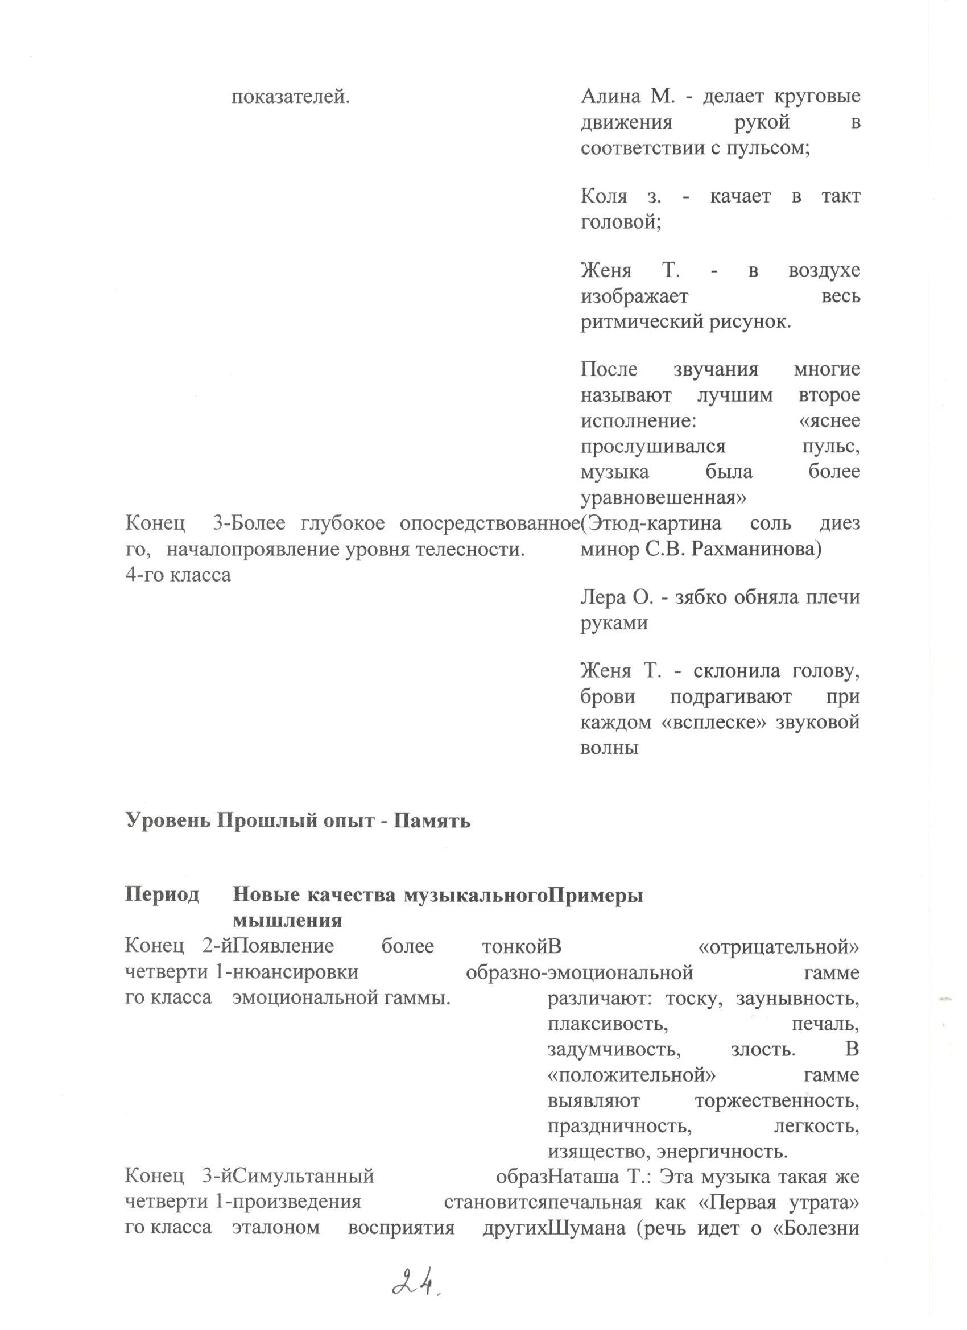 показателей. Алина М. - делает круговые
движения рукой в
соответствии с пульсом;
Коля з. - качает в такт
головой;
Женя Т. - в воздухе
изображает весь
ритмический рисунок.
После звучания многие
называют лучшим второе
исполнение: «яснее
прослушивался пульс,
музыка была более
уравновешенная»
Конец 3-Более глубокое опосредствованное(Этюд-картина соль диез
го, началопроявление уровня телесности. минор С.В. Рахманинова)
4-го класса
Лера О. - зябко обняла плечи
руками
Женя Т. - склонила голову,
брови подрагивают при
каждом «всплеске» звуковой
волны
Уровень Прошлый опыт - Память
Период Новые качества музыкальногоПримеры
мышления
Конец 2-йПоявление более тонкойВ «отрицательной»
четверти 1-нюансировки образно-эмоциональной гамме
го класса эмоциональной гаммы. различают: тоску, заунывность,
плаксивость, печаль,
задумчивость, злость. В
«положительной» гамме
выявляют торжественность,
праздничность, легкость,
изящество, энергичность.
Конец 3-йСимультанный образНаташа Т.: Эта музыка такая же
четверти 1-произведения становитсяпечальная как «Первая утрата»
го класса эталоном восприятия другихШумана (речь идет о «Болезни
24.